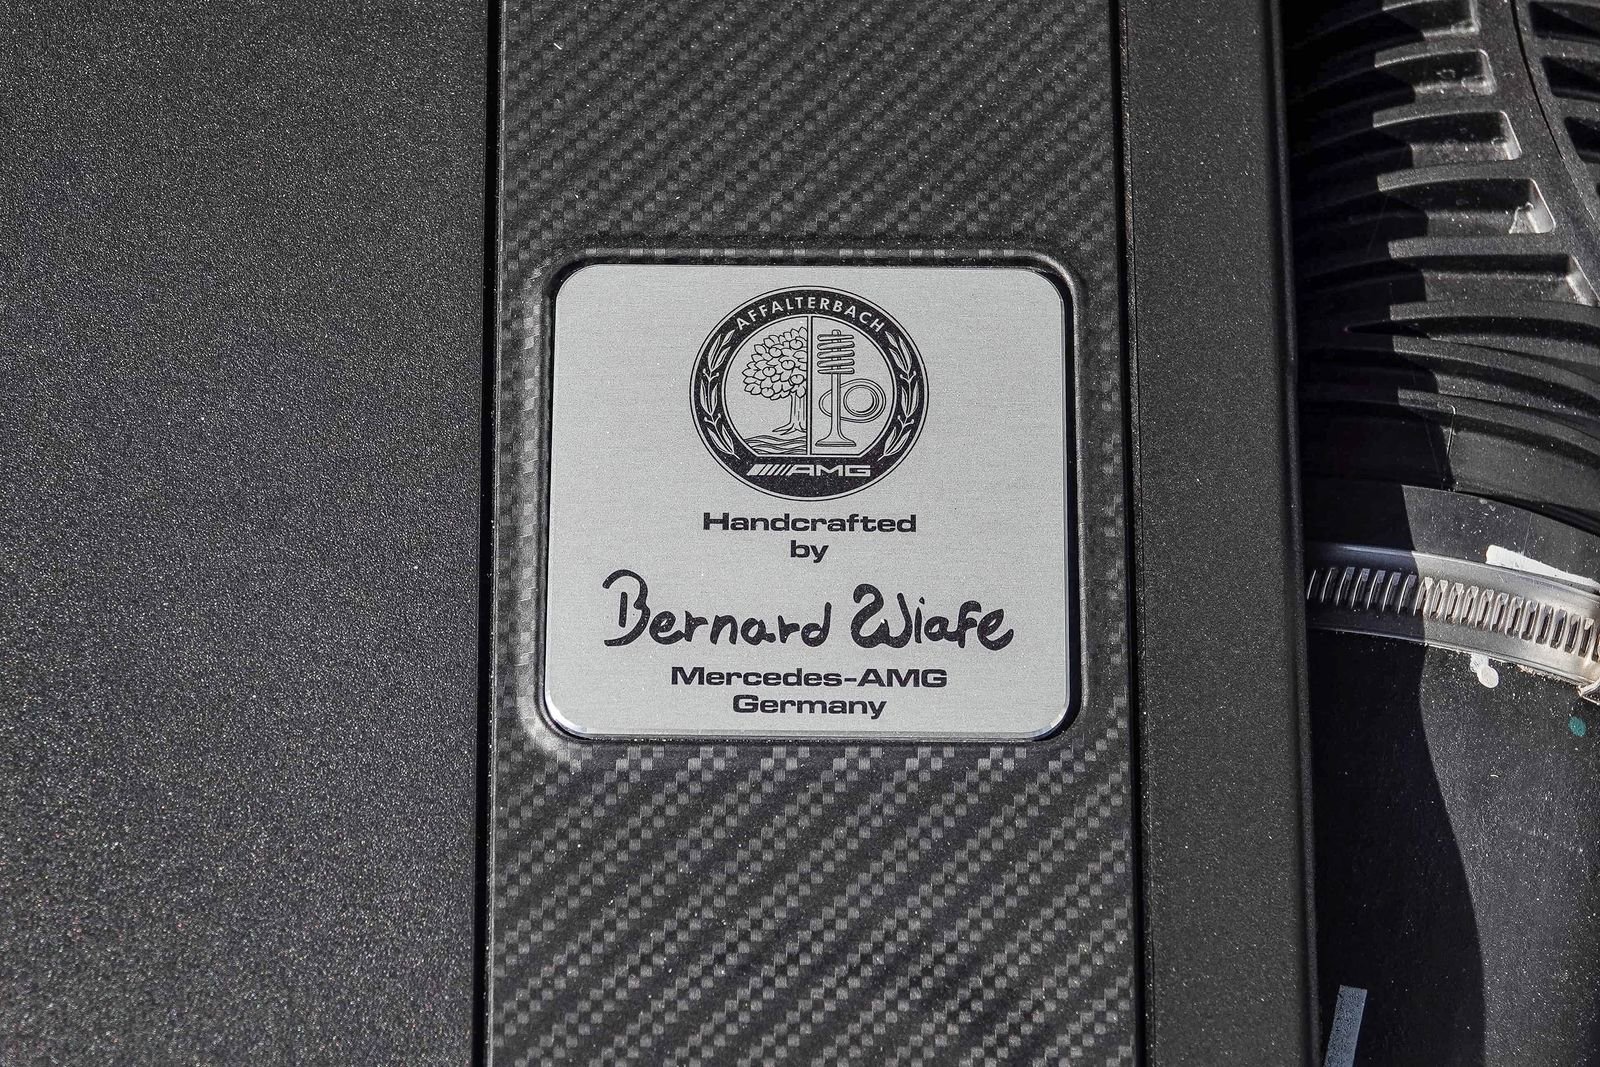 AFFALTERBACH
AMG
Handcrafted
by
Bernard Wiafe
Mercedes-AMG
Germany